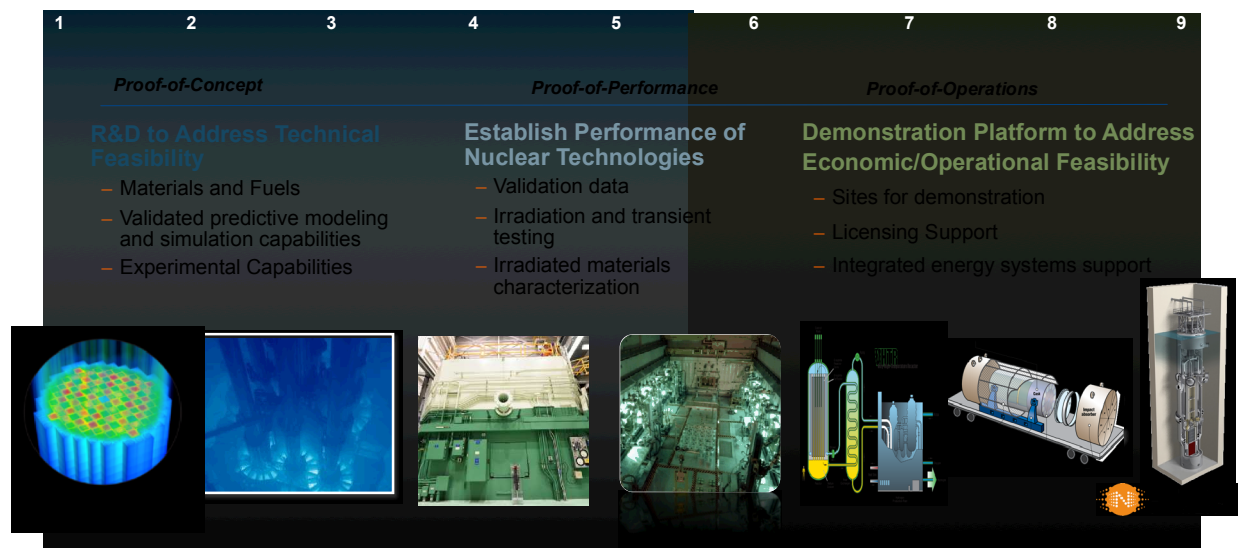 1 2 3 4 5 6 7 8 9
Proof-of-Concept
Proof-of-Performance
Proof-of-Operations
R&D to Address Technical
Feasibility
– Materials and Fuels
– Validated predictive modeling
and simulation capabilities
– Experimental Capabilities
Establish Performance of
Nuclear Technologies
– Validation data
– Irradiation and transient
testing
– Irradiated materials
characterization
Demonstration Platform to Address
Economic/Operational Feasibility
– Sites for demonstration
– Licensing Support
– Integrated energy systems support
Impact
absorber
N